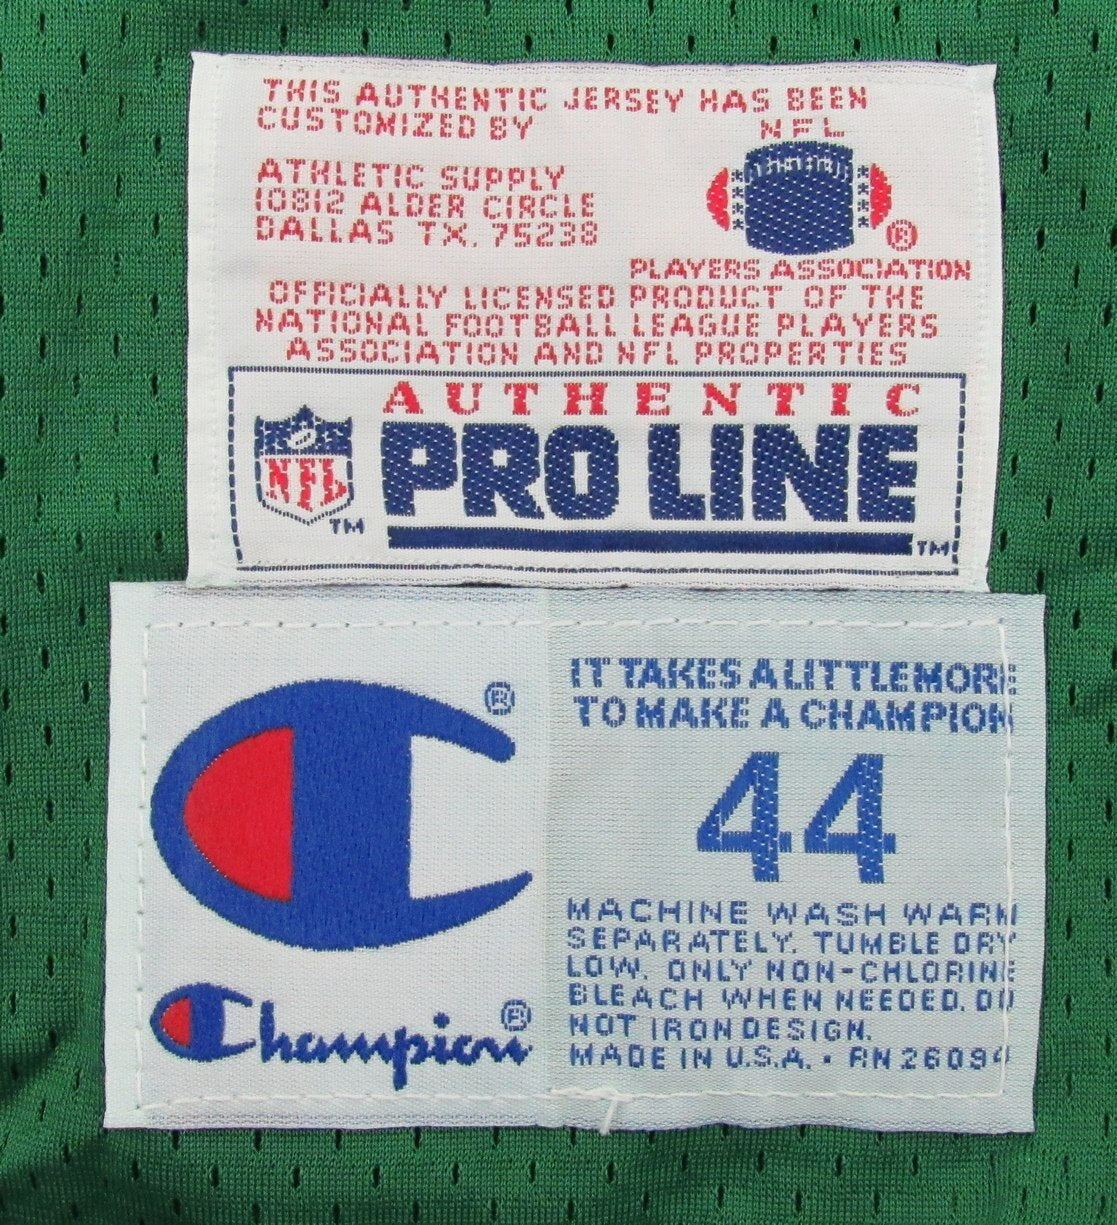 THIS AUTHENTIC JERSEY HAS BEEN
CUSTOMIZED BY
NFL
ATHLETIC SUPPLY
10812 ALDER CIRCLE
DALLAS TX. 75238
®
PLAYERS ASSOCIATION
OFFICIALLY LICENSED PRODUCT OF THE
NATIONAL FOOTBALL LEAGUE PLAYERS
ASSOCIATION AND NFL PROPERTIES
AUTHENTIC
PRO LINE
NFL
TM
TM
®
IT TAKES A LITTLE MORE
TO MAKE A CHAMPION
44
MACHINE WASH WARM
SEPARATELY. TUMBLE DRY
LOW. ONLY NON-CHLORINE
BLEACH WHEN NEEDED. DO
NOT IRON DESIGN.
MADE IN U.S.A. • RN 26094
Champion®